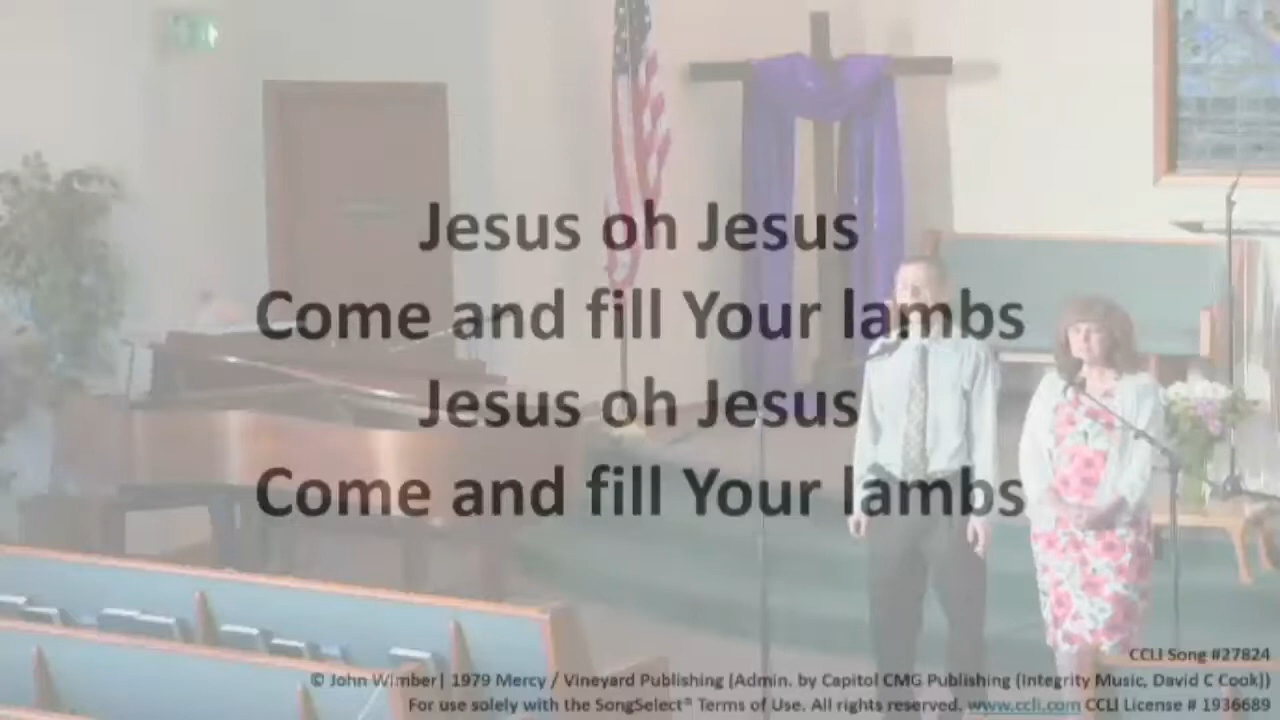 Jesus oh Jesus
Come and fill Your lambs
Jesus oh Jesus
Come and fill Your lambs
CCLI Song #27824
© John Wimber| 1979 Mercy / Vineyard Publishing (Admin. by Capitol CMG Publishing (Integrity Music, David C Cook])
For use solely with the SongSelect® Terms of Use. All rights reserved. www.ccli.com CCLI License # 1936689